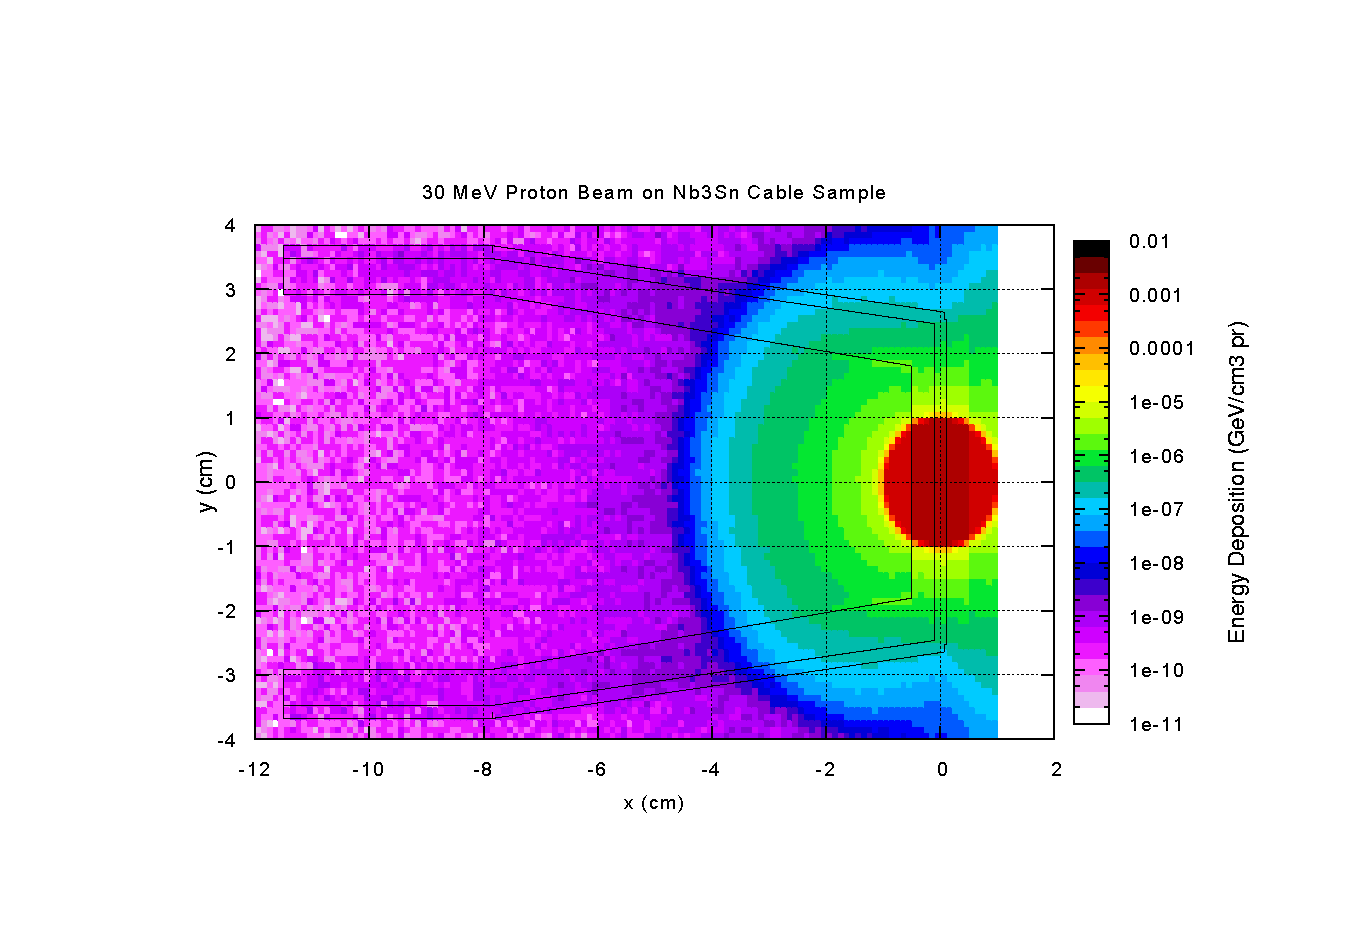 30 MeV Proton Beam on Nb3Sn Cable Sample
4
3
2
1
0
-1
-2
-3
-4
y (cm)
-12
-10
-8
-6
-4
-2
0
2
x (cm)
0.01
0.001
0.0001
1e-05
1e-06
1e-07
1e-08
1e-09
1e-10
1e-11
Energy Deposition (GeV/cm3 pr)